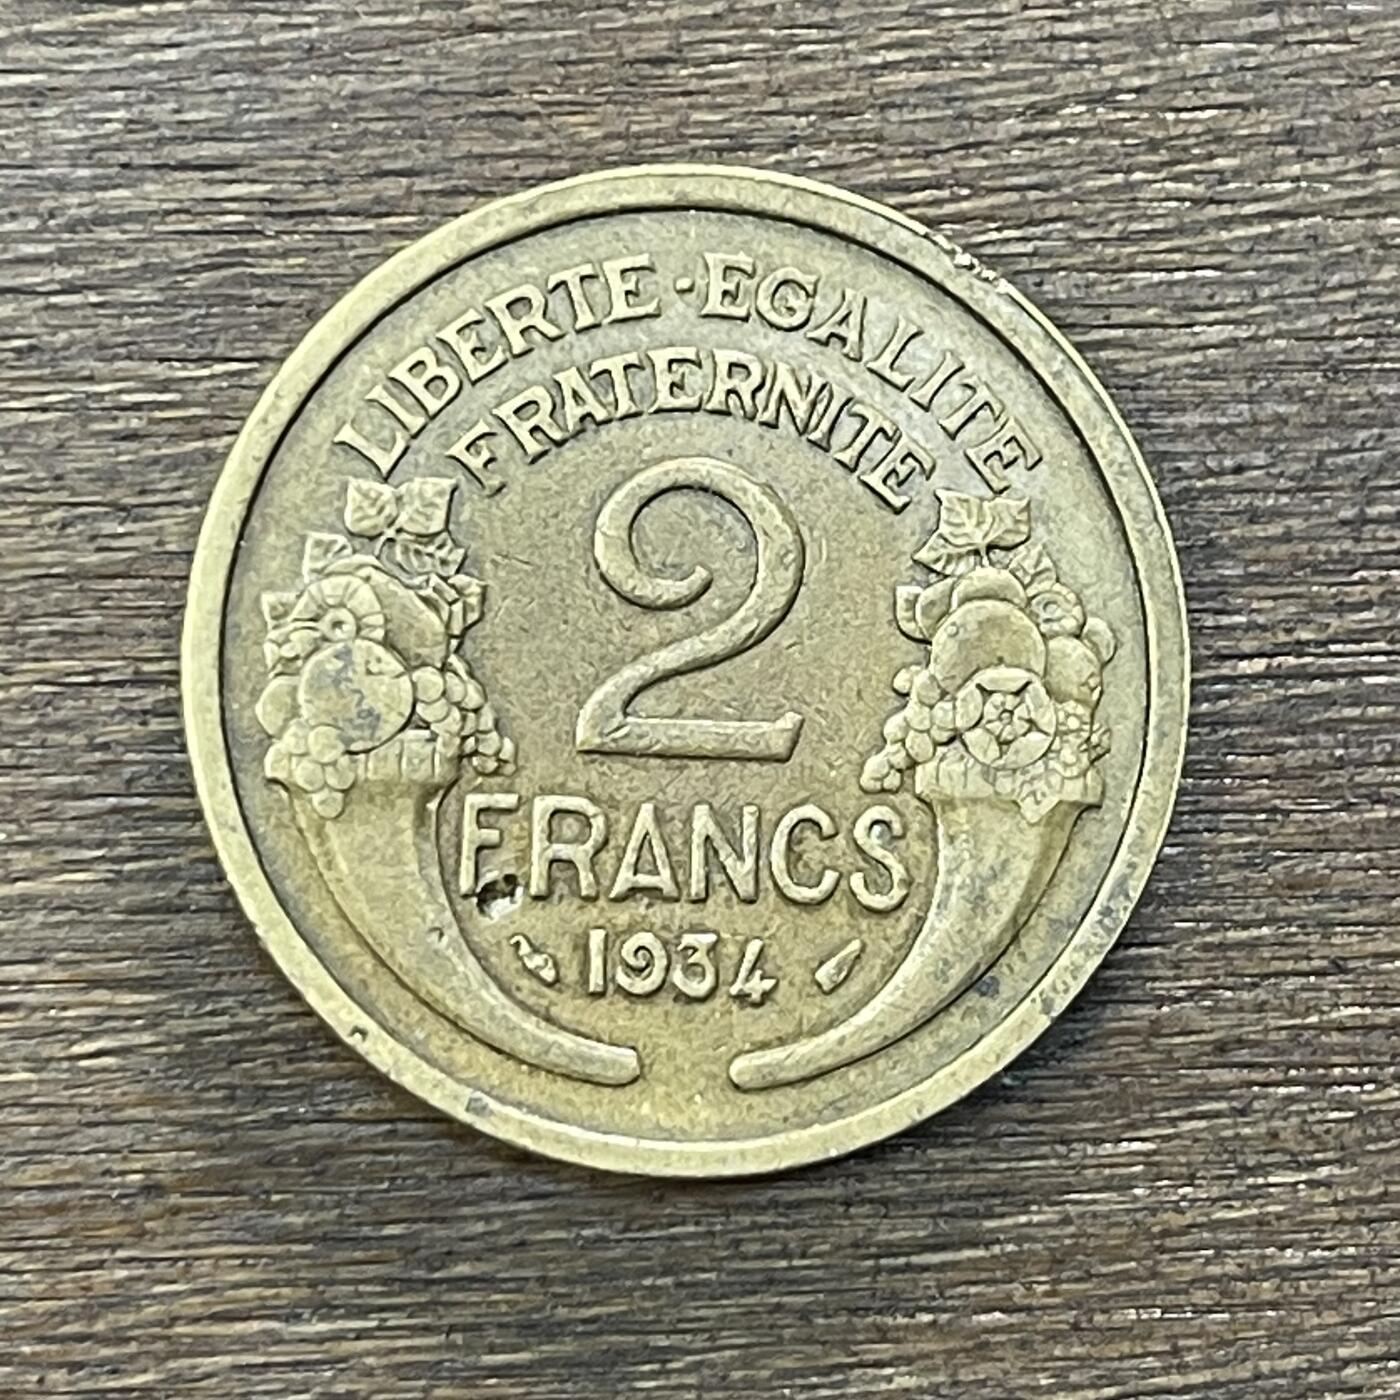 LIBERTE·EGALITE
FRATERNITE
2
FRANCS
1934